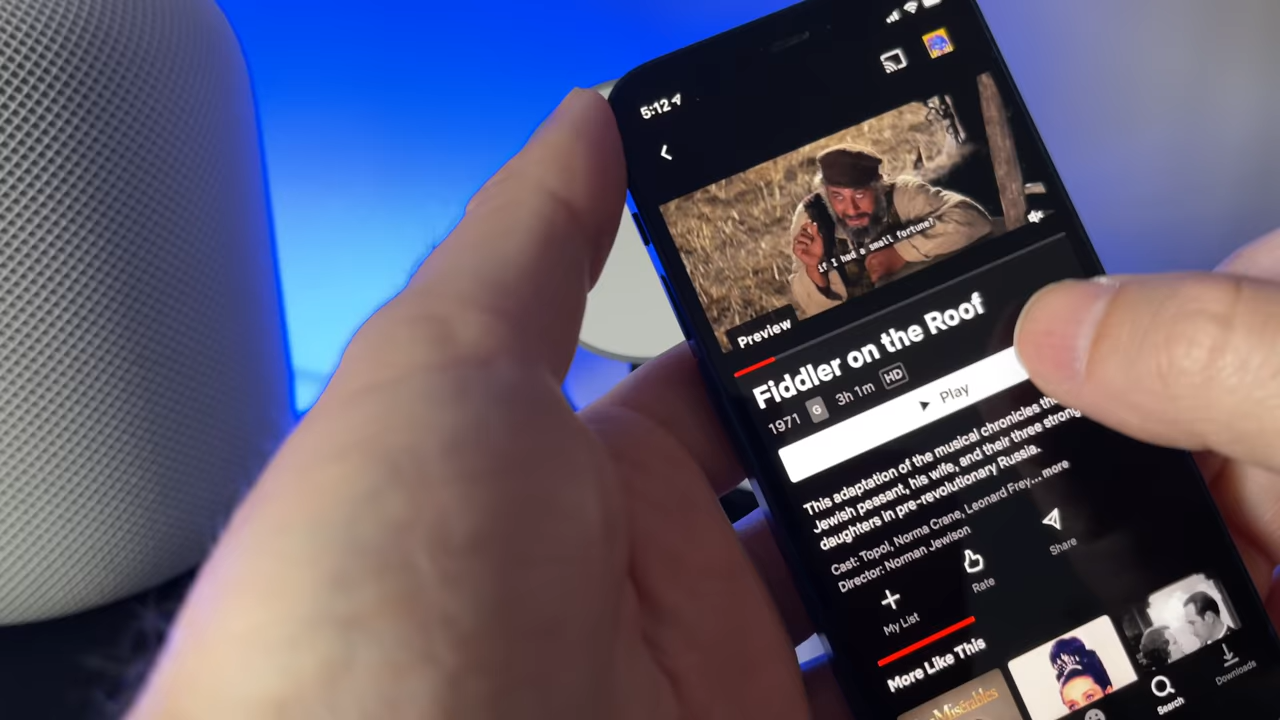 5:12
if I had a small fortune?
Preview
Fiddler on the Roof
1971 G 3h 1m HD
Play
This adaptation of the musical chronicles the
Jewish peasant, his wife, and their three strong
daughters in pre-revolutionary Russia.
Cast: Topol, Norma Crane, Leonard Frey... more
Director: Norman Jewison
My List
Rate
Share
More Like This
Misérables
Search
Downloads